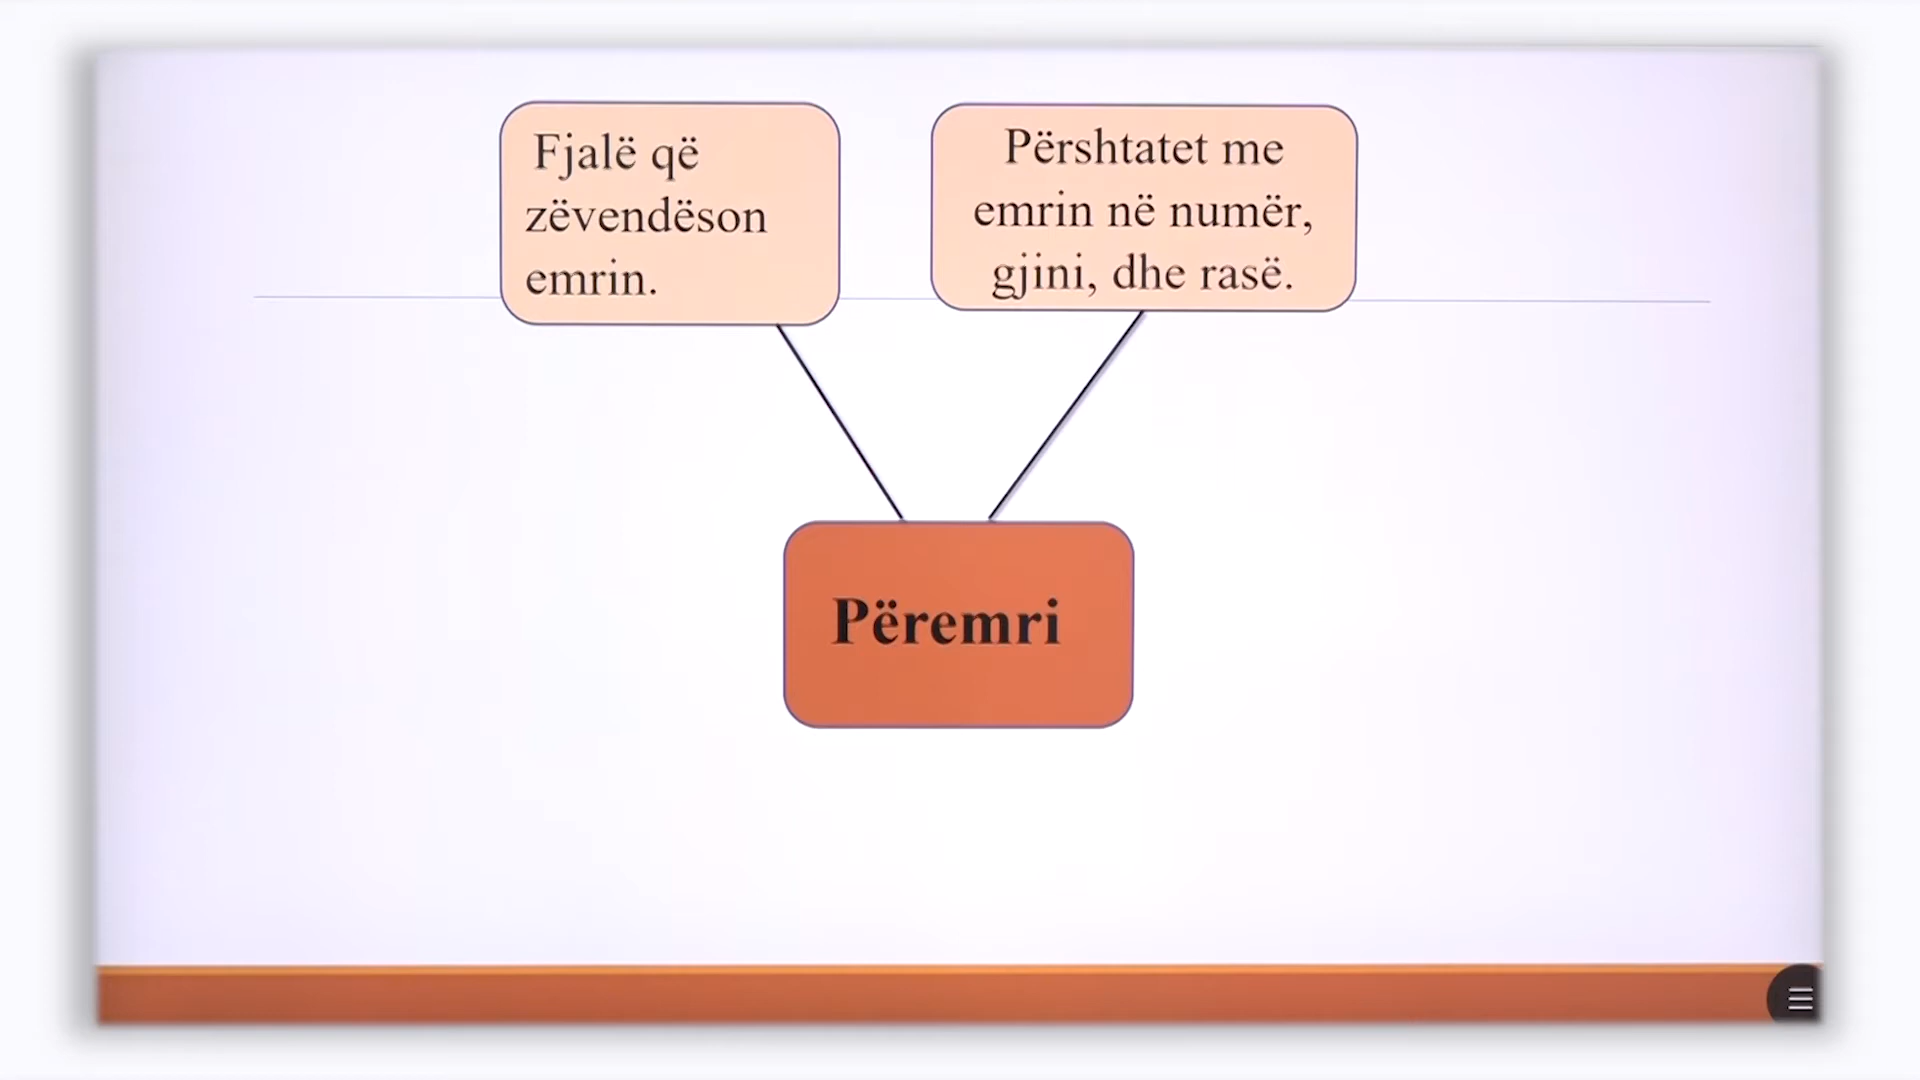 Fjalë që
zëvendëson
emrin.
Përshtatet me
emrin në numër,
gjini, dhe rasë.
Përemri